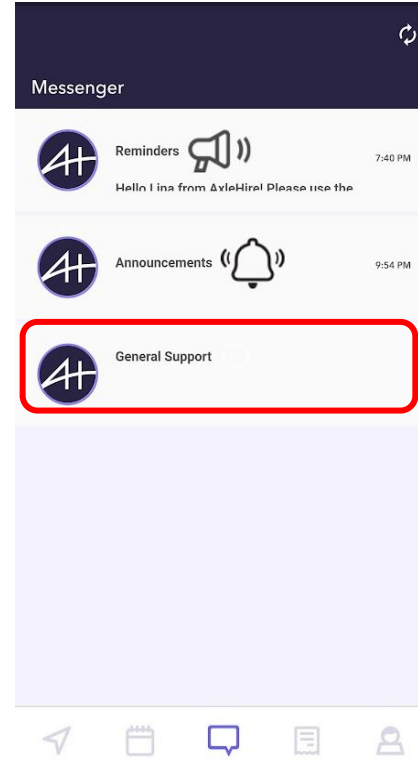 Messenger
Reminders
7:40 PM
Hello Lina from AxleHire! Please use the
Announcements
9:54 PM
General Support